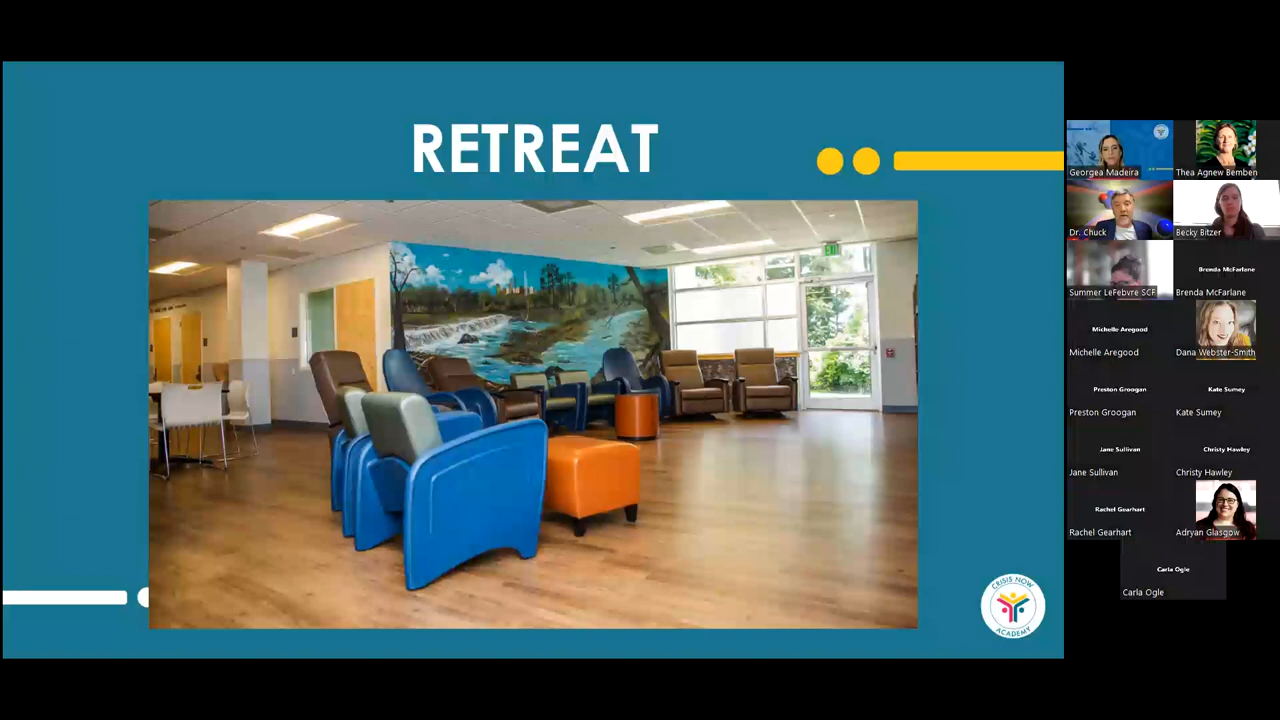 RETREAT
CRISIS NOW
ACADEMY
Georgea Madeira
Thea Agnew Bemben
Dr. Chuck
Becky Bitzer
Summer LeFebvre SCF
Brenda McFarlane
Brenda McFarlane
Michelle Aregood
Michelle Aregood
Dana Webster-Smith
Preston Groogan
Preston Groogan
Kate Sumey
Kate Sumey
Jane Sullivan
Jane Sullivan
Christy Hawley
Christy Hawley
Rachel Gearhart
Rachel Gearhart
Adryan Glasgow
Carla Ogle
Carla Ogle